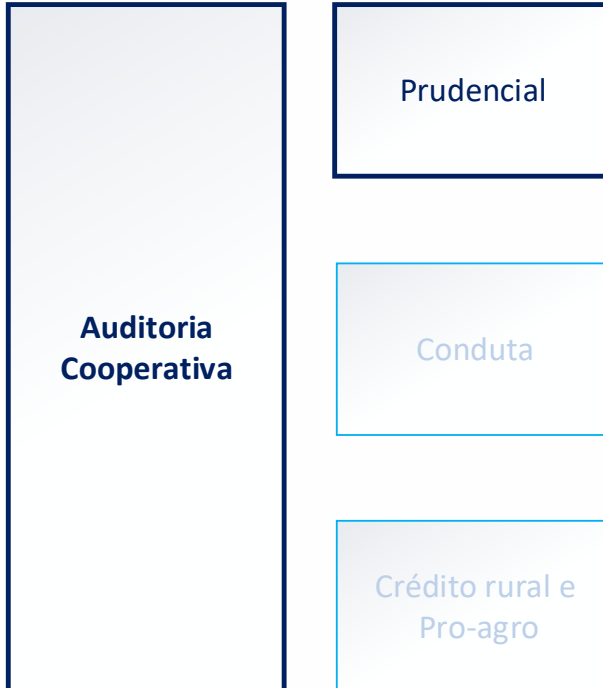 Auditoria
Cooperativa
Prudencial
Conduta
Crédito rural e
Pro-agro